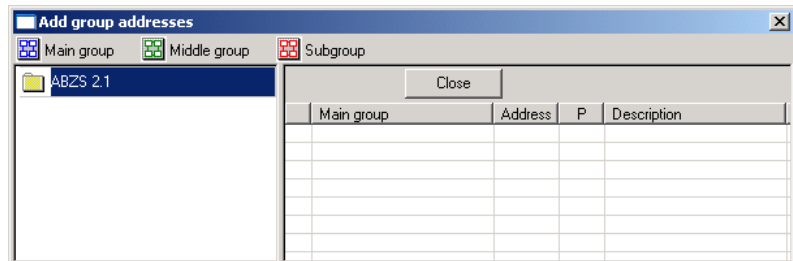 Add group addresses
Main group Middle group Subgroup
ABZS 2.1
Close
Main group Address P Description